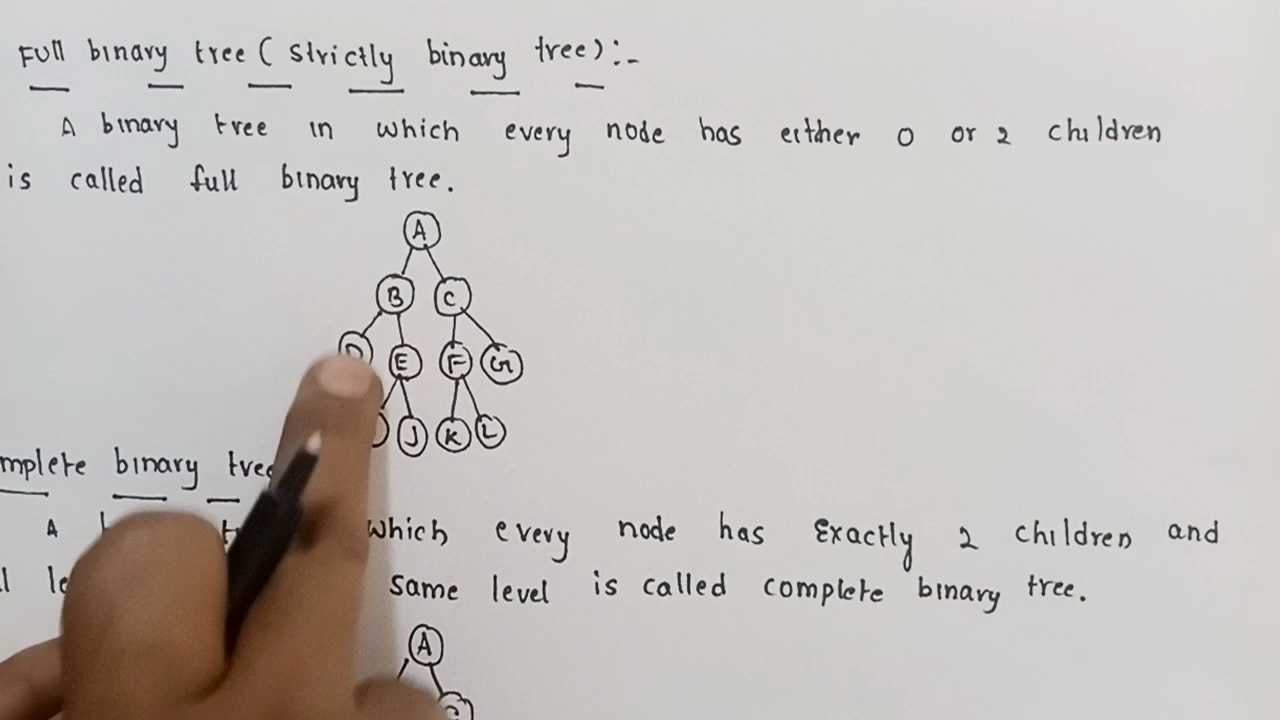 Full binary tree (strictly binary tree):-
A binary tree in which every node has either 0 or 2 children
is called full binary tree.
A
B C
D E F G
J K L
binary tree
A which every node has Exactly 2 children and
same level is called complete binary tree.
A
C